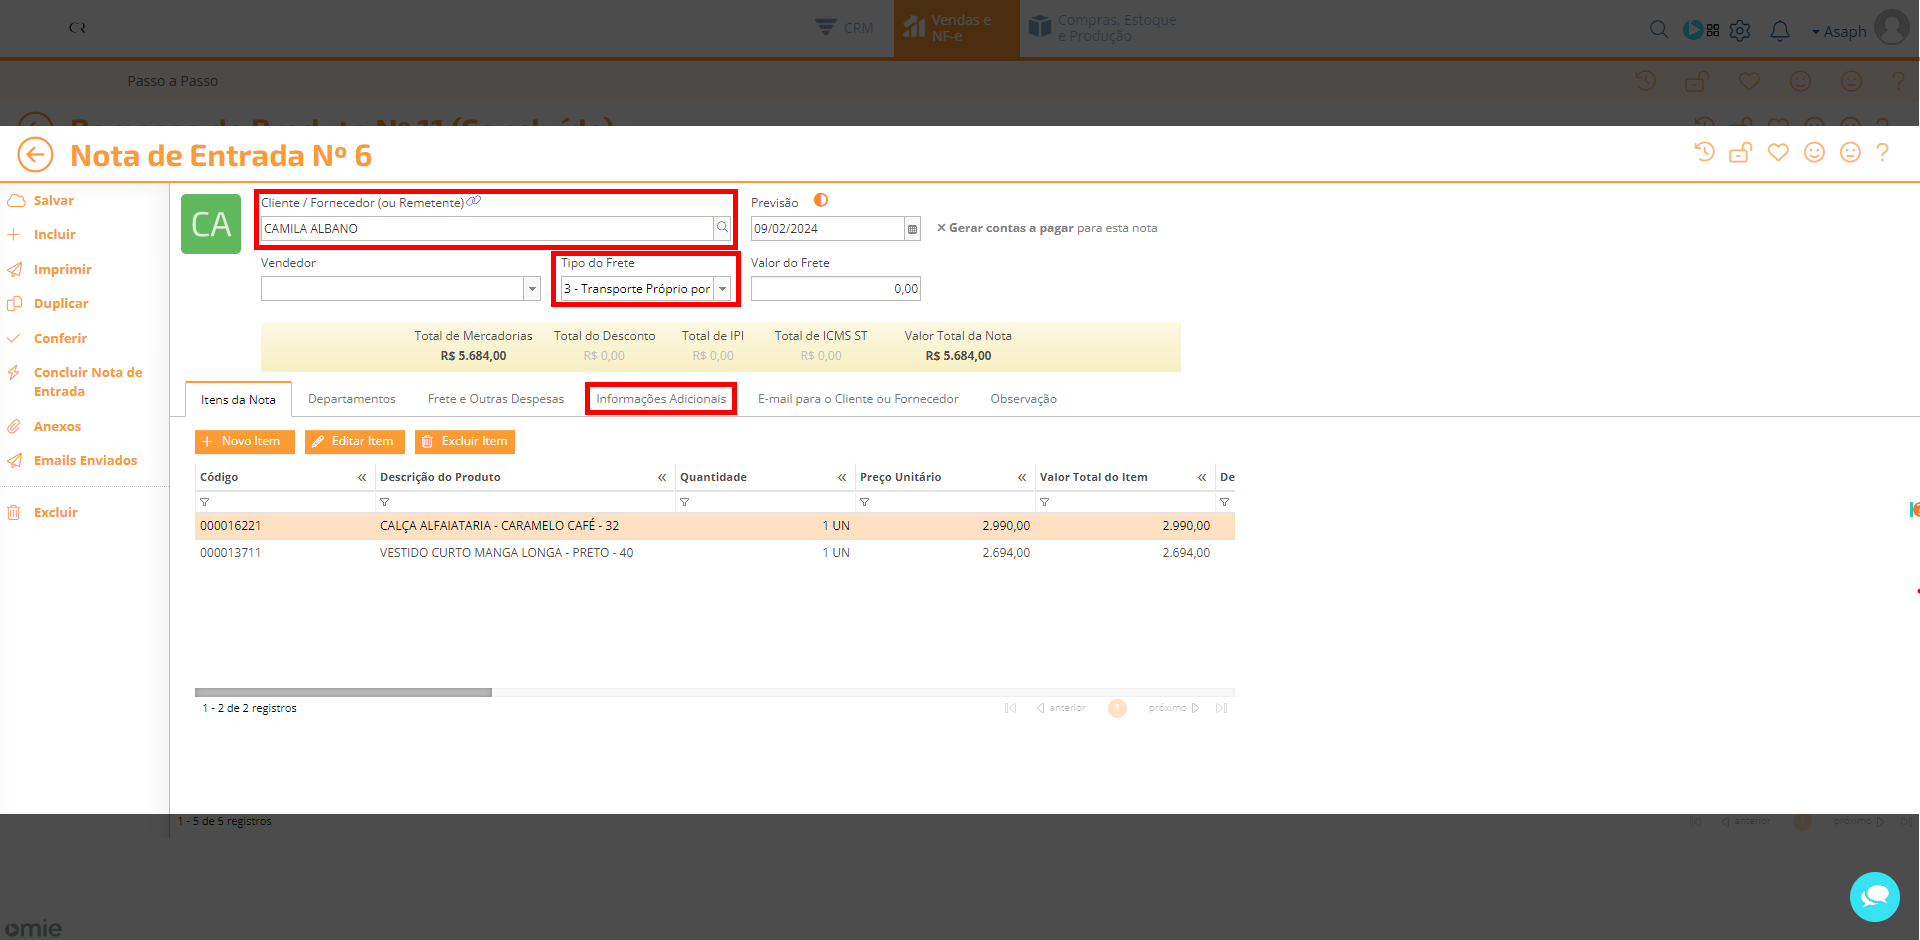 CR
CRM
Vendas e
NF-e
Compras, Estoque
e Produção
Asaph
Passo a Passo
Nota de Entrada Nº 6
Salvar
Incluir
Imprimir
Duplicar
Conferir
Concluir Nota de
Entrada
Anexos
Emails Enviados
Excluir
CA
Cliente / Fornecedor (ou Remetente)
CAMILA ALBANO
Previsão
09/02/2024
× Gerar contas a pagar para esta nota
Vendedor
Tipo do Frete
3 - Transporte Próprio por
Valor do Frete
0,00
Total de Mercadorias Total do Desconto Total de IPI Total de ICMS ST Valor Total da Nota
R$ 5.684,00 R$ 0,00 R$ 0,00 R$ 0,00 R$ 5.684,00
Itens da Nota Departamentos Frete e Outras Despesas Informações Adicionais E-mail para o Cliente ou Fornecedor Observação
Novo Item Editar Item Excluir Item
Código « Descrição do Produto « Quantidade « Preço Unitário « Valor Total do Item « De
000016221 CALÇA ALFAIATARIA - CARAMELO CAFÉ - 32 1 UN 2.990,00 2.990,00
000013711 VESTIDO CURTO MANGA LONGA - PRETO - 40 1 UN 2.694,00 2.694,00
1 - 2 de 2 registros
anterior 1 próximo
1 - 5 de 5 registros
anterior próximo
omie